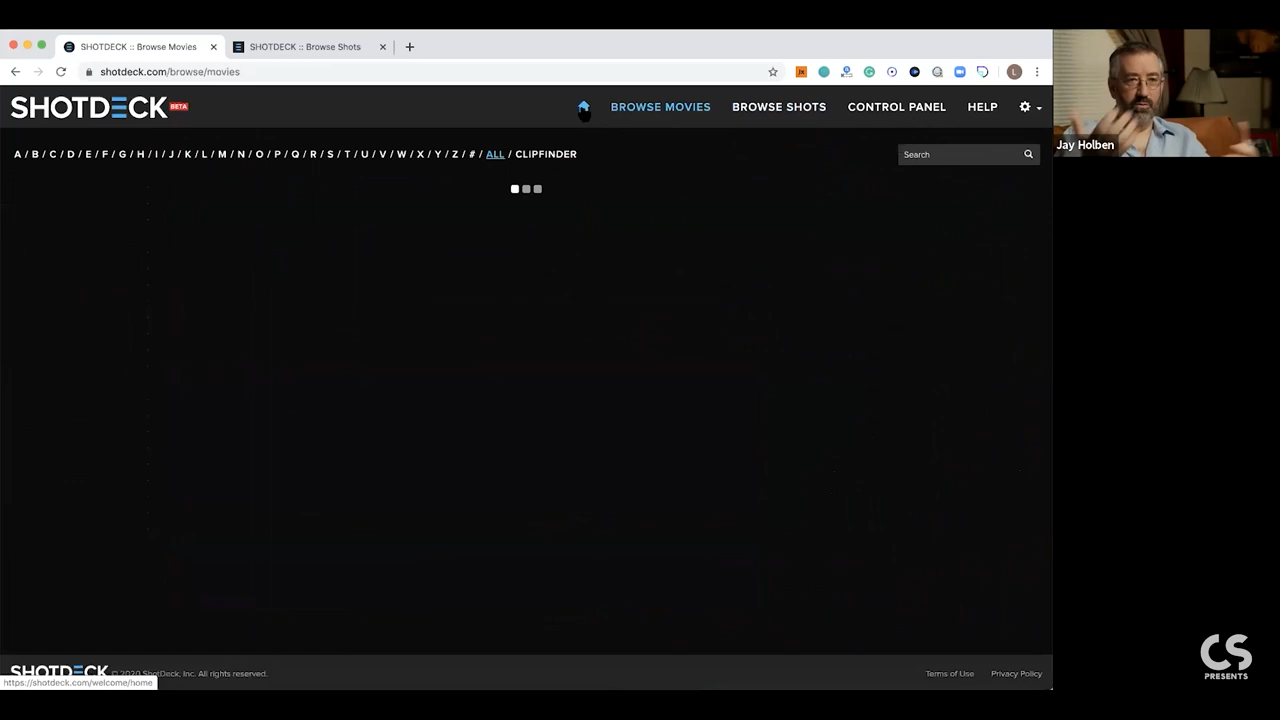 SHOTDECK :: Browse Movies
SHOTDECK :: Browse Shots
shotdeck.com/browse/movies
L
SHOTDECK BETA
BROWSE MOVIES
BROWSE SHOTS
CONTROL PANEL
HELP
A / B / C / D / E / F / G / H / I / J / K / L / M / N / O / P / Q / R / S / T / U / V / W / X / Y / Z / # / ALL / CLIPFINDER
Search
Jay Holben
SHOTDECK © 2020 ShotDeck, Inc. All rights reserved.
Terms of Use
Privacy Policy
https://shotdeck.com/welcome/home
CS
PRESENTS